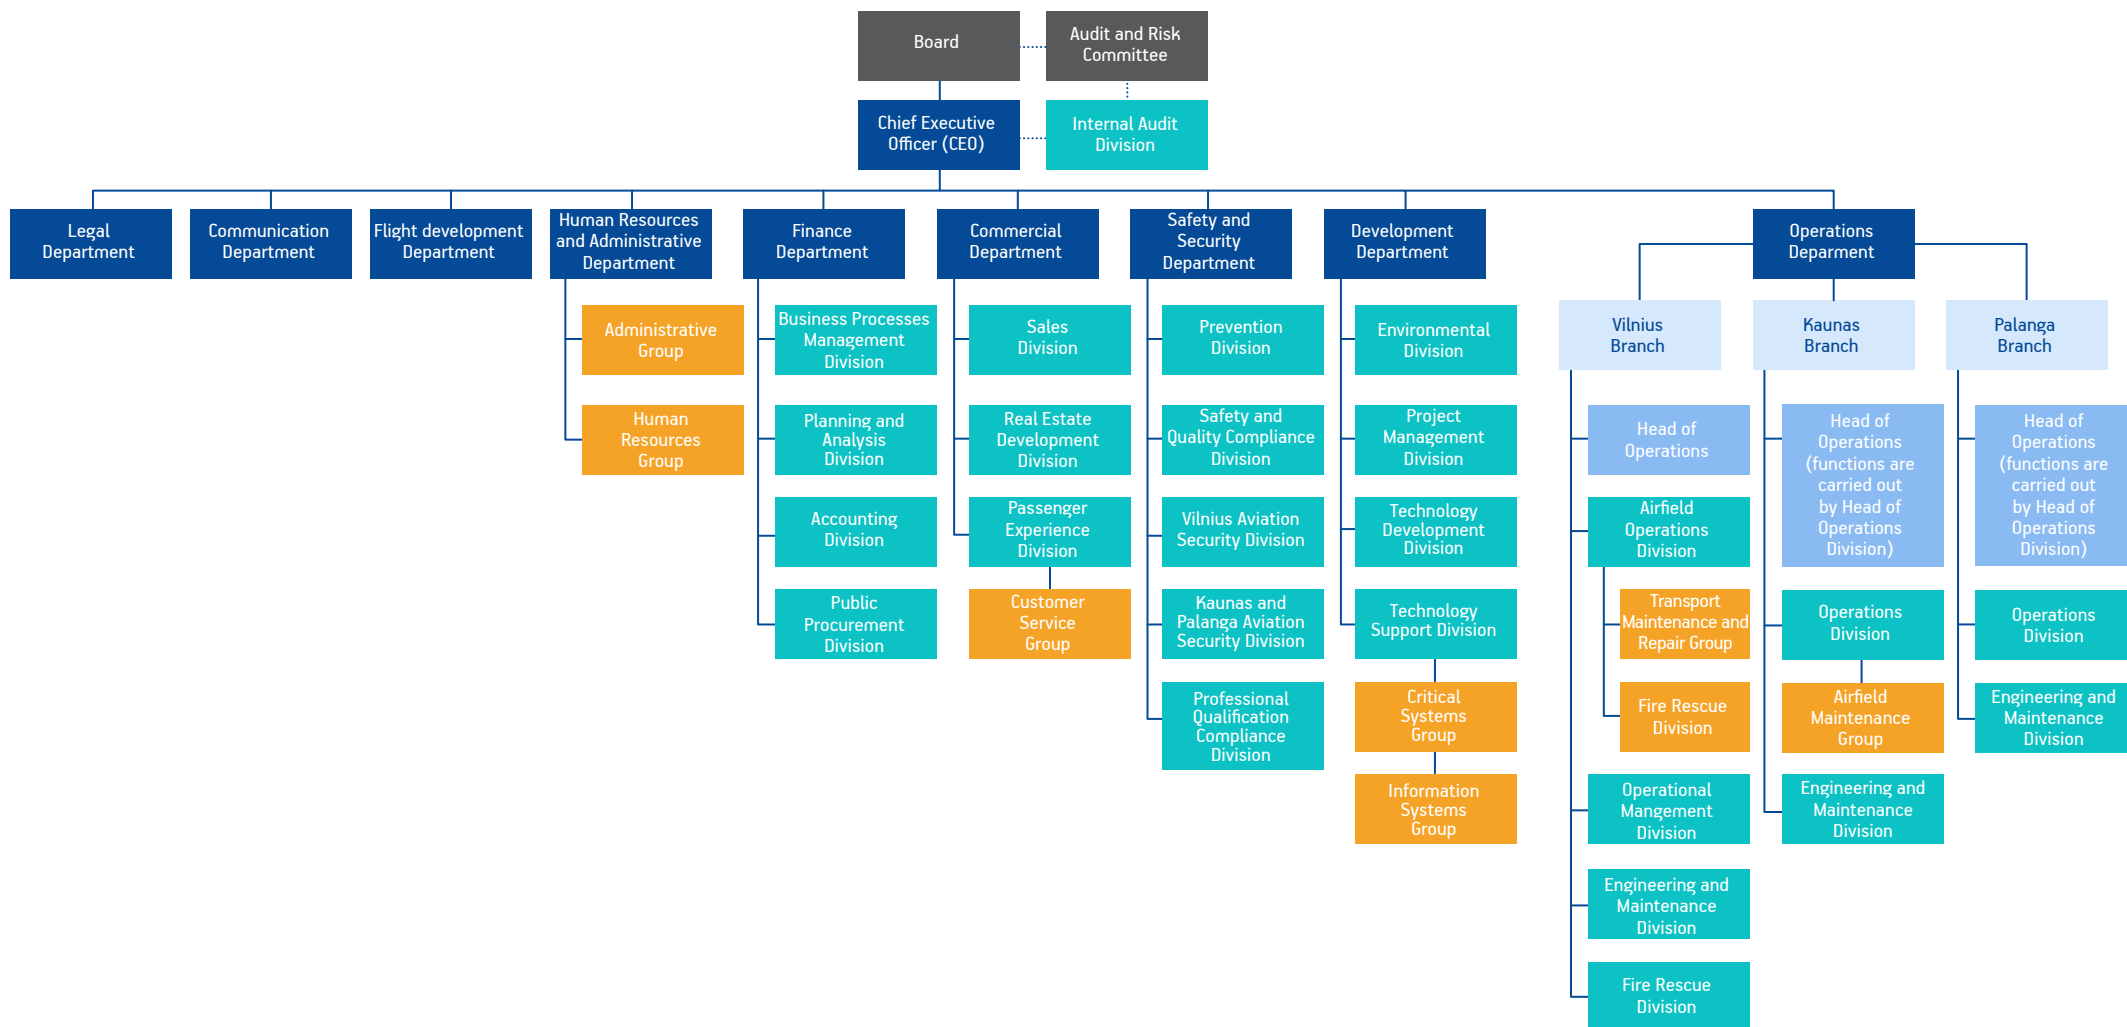 Board
Audit and Risk
Committee
Chief Executive
Officer (CEO)
Internal Audit
Division
Legal
Department
Communication
Department
Flight development
Department
Human Resources
and Administrative
Department
Finance
Department
Commercial
Department
Safety and
Security
Department
Development
Department
Operations
Deparment
Administrative
Group
Human
Resources
Group
Business Processes
Management
Division
Planning and
Analysis
Division
Accounting
Division
Public
Procurement
Division
Sales
Division
Real Estate
Development
Division
Passenger
Experience
Division
Customer
Service
Group
Prevention
Division
Safety and
Quality Compliance
Division
Vilnius Aviation
Security Division
Kaunas and
Palanga Aviation
Security Division
Professional
Qualification
Compliance
Division
Environmental
Division
Project
Management
Division
Technology
Development
Division
Technology
Support Division
Critical
Systems
Group
Information
Systems
Group
Vilnius
Branch
Head of
Operations
Airfield
Operations
Division
Transport
Maintenance and
Repair Group
Fire Rescue
Division
Operational
Mangement
Division
Engineering and
Maintenance
Division
Fire Rescue
Division
Kaunas
Branch
Head of
Operations
(functions are
carried out
by Head of
Operations
Division)
Operations
Division
Airfield
Maintenance
Group
Engineering and
Maintenance
Division
Palanga
Branch
Head of
Operations
(functions are
carried out
by Head of
Operations
Division)
Operations
Division
Engineering and
Maintenance
Division